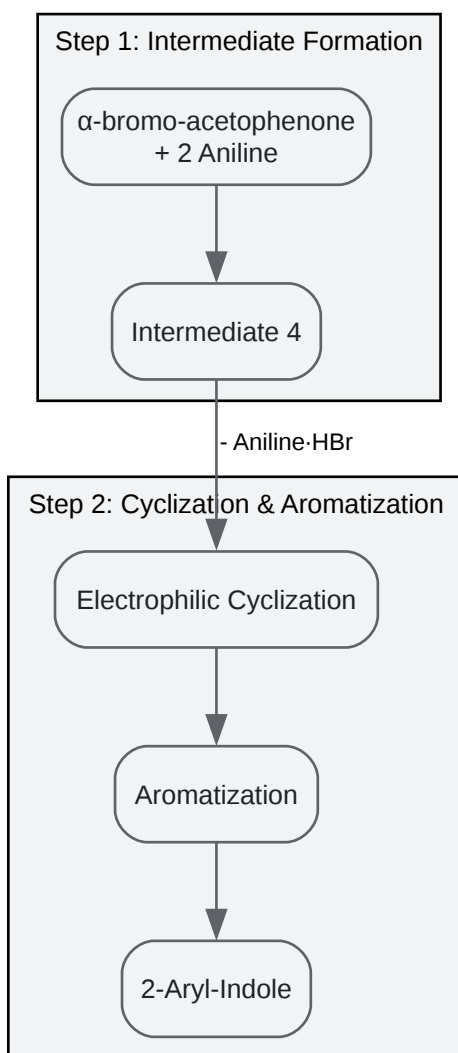 Step 1: Intermediate Formation
α-bromo-acetophenone
+ 2 Aniline
Intermediate 4
- Aniline·HBr
Step 2: Cyclization & Aromatization
Electrophilic Cyclization
Aromatization
2-Aryl-Indole